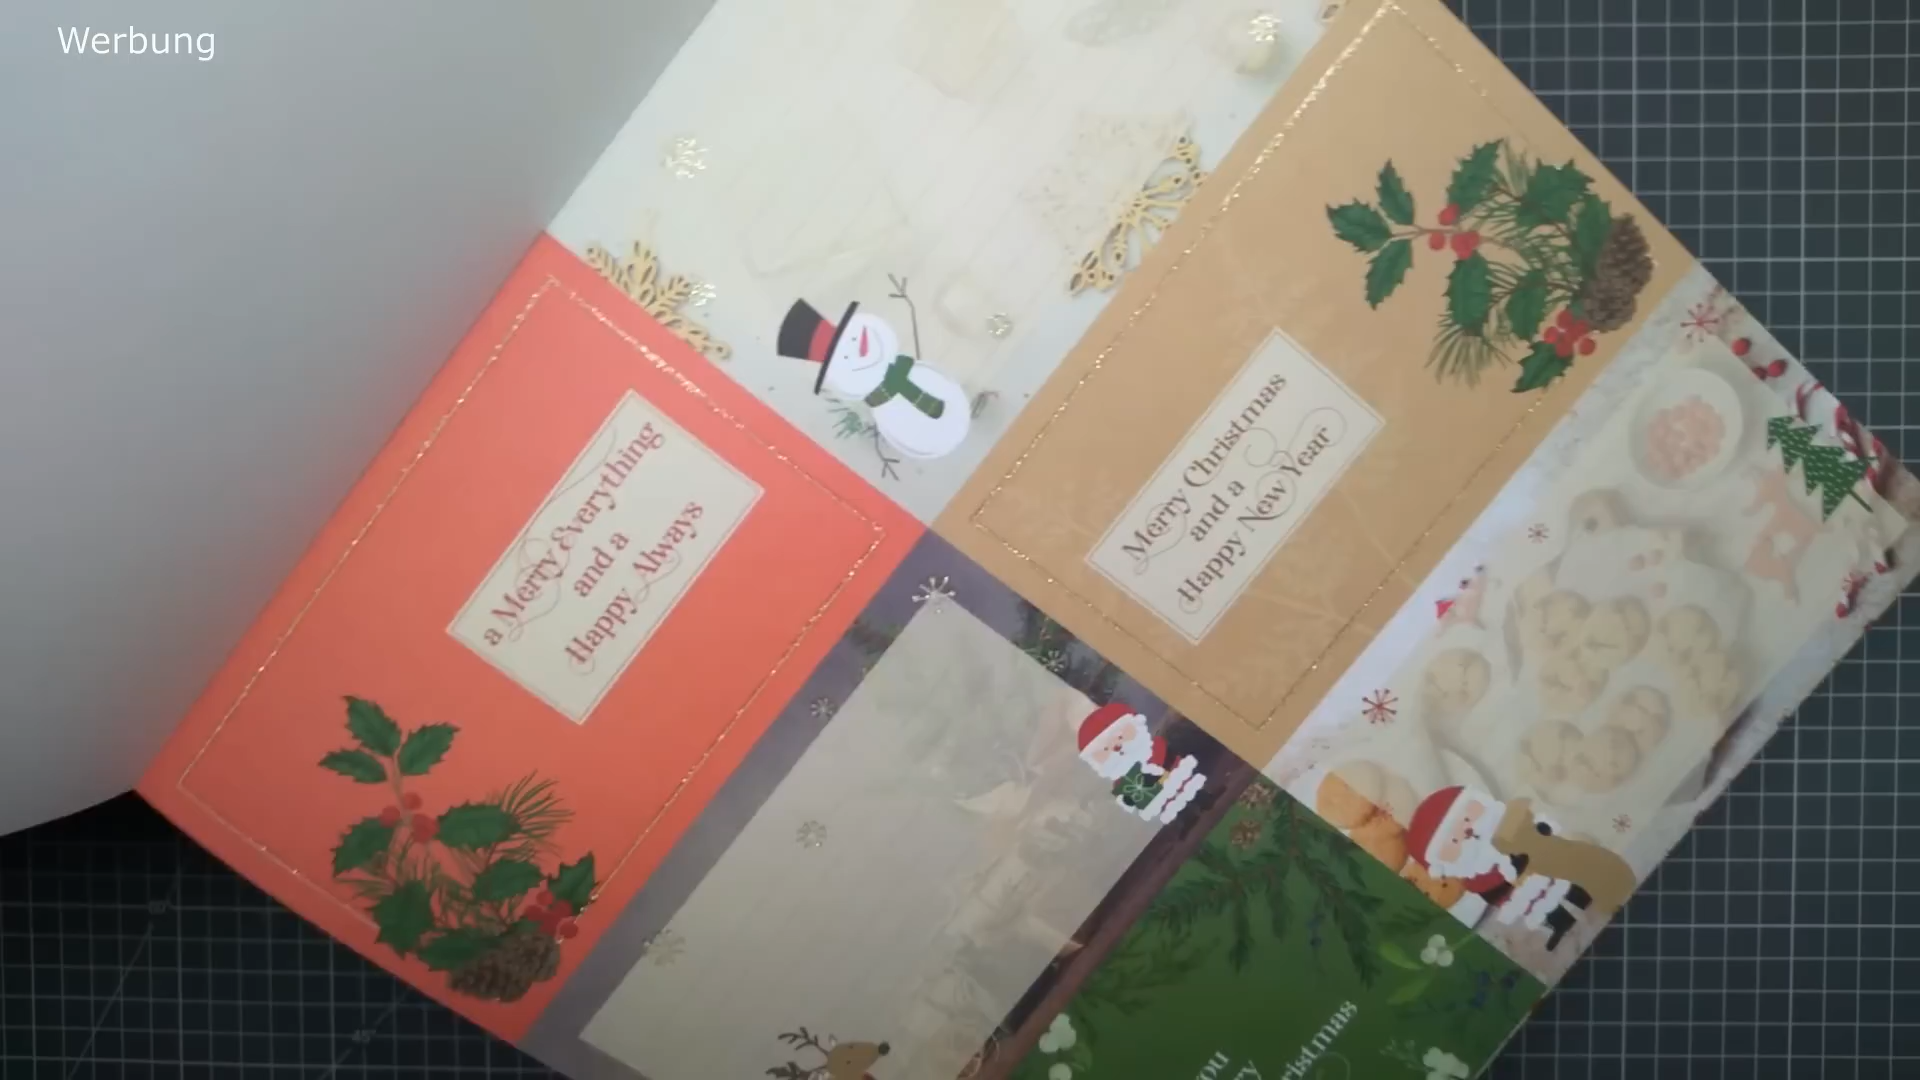 Werbung
a Merry Everything
and a
Happy Always
Merry Christmas
and a
Happy New Year